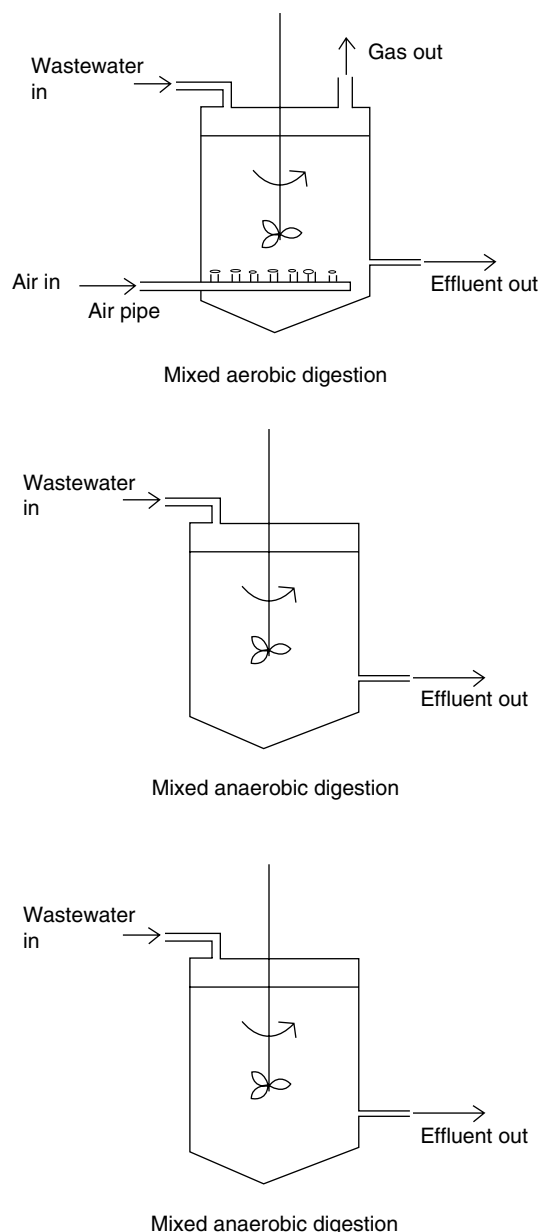 Gas out
Wastewater
in
Air in
Air pipe
Effluent out
Mixed aerobic digestion
Wastewater
in
Effluent out
Mixed anaerobic digestion
Wastewater
in
Effluent out
Mixed anaerobic digestion